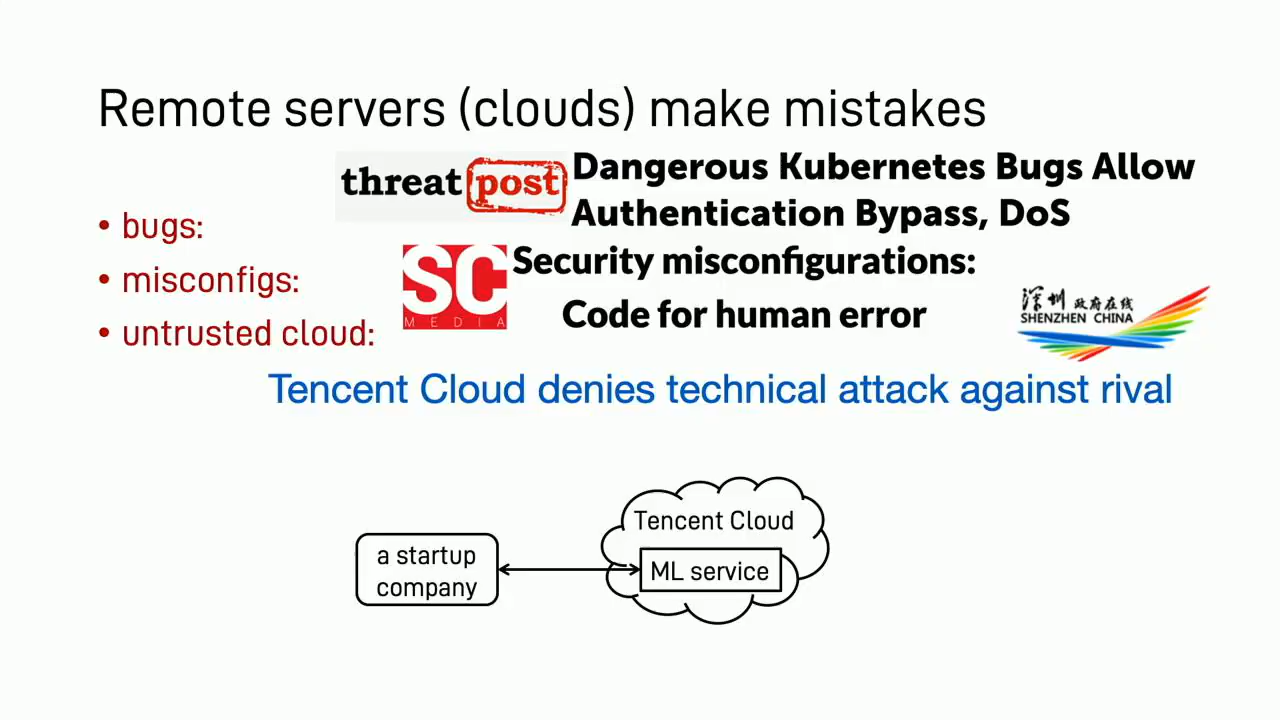 Remote servers (clouds) make mistakes
• bugs:
threatpost
Dangerous Kubernetes Bugs Allow
Authentication Bypass, DoS
• misconfigs:
SC
MEDIA
Security misconfigurations:
Code for human error
• untrusted cloud:
深圳 政府在线
SHENZHEN CHINA
Tencent Cloud denies technical attack against rival
a startup
company
Tencent Cloud
ML service